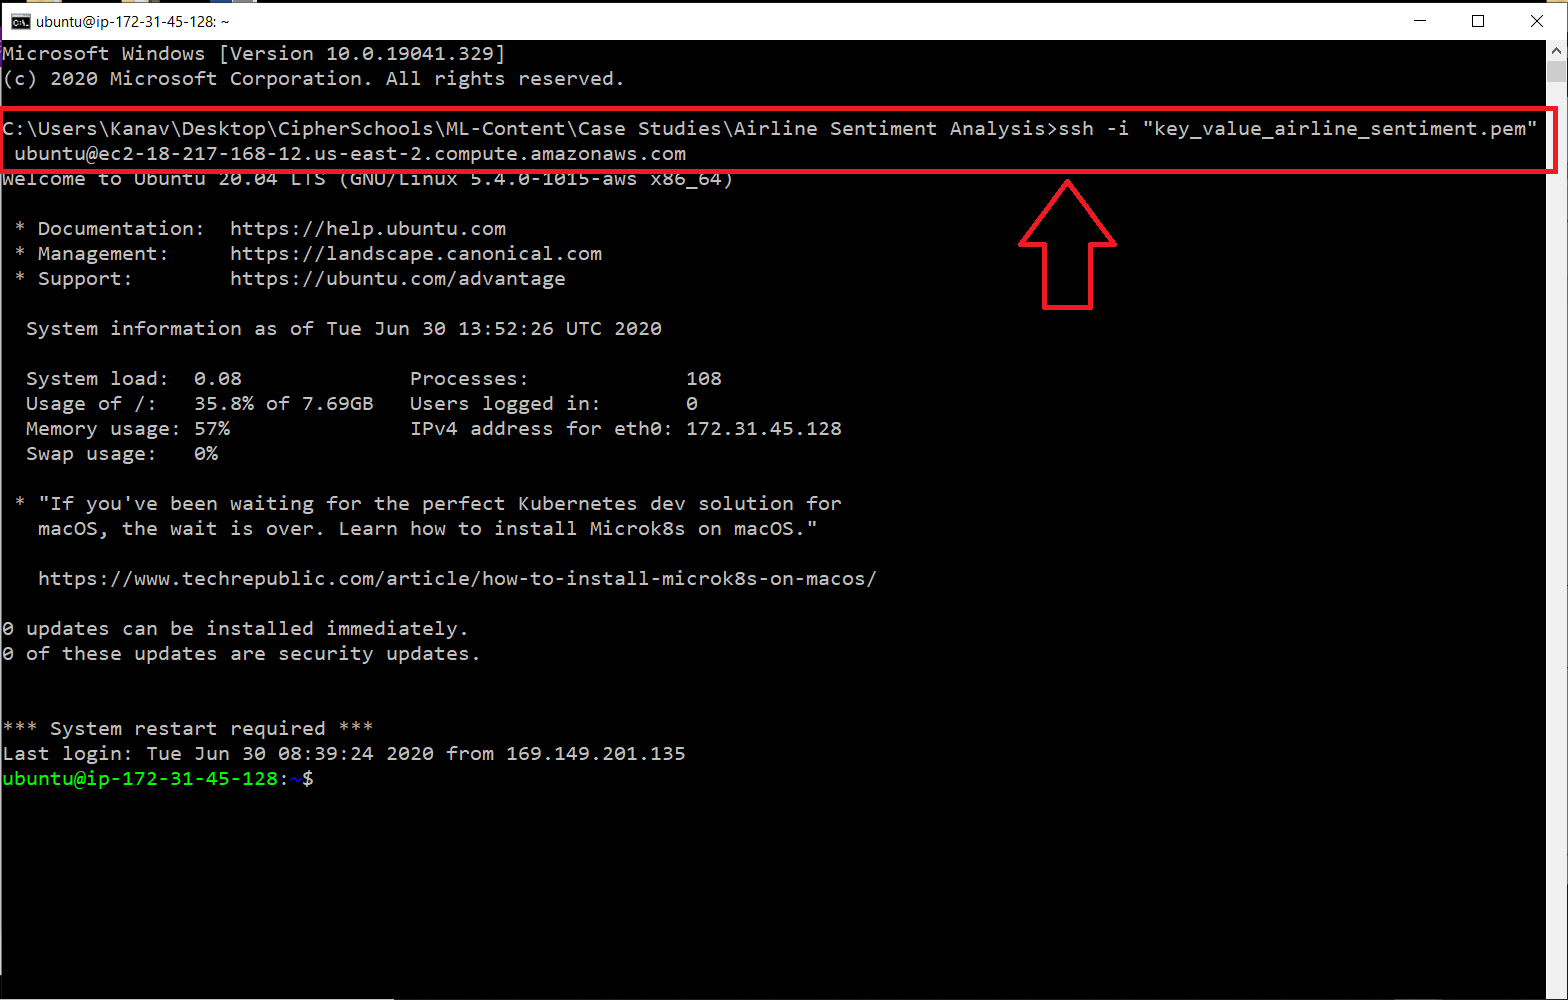 ubuntu@ip-172-31-45-128: ~
Microsoft Windows [Version 10.0.19041.329]
(c) 2020 Microsoft Corporation. All rights reserved.
C:\Users\Kanav\Desktop\CipherSchools\ML-Content\Case Studies\Airline Sentiment Analysis>ssh -i "key_value_airline_sentiment.pem"
ubuntu@ec2-18-217-168-12.us-east-2.compute.amazonaws.com
Welcome to Ubuntu 20.04 LTS (GNU/Linux 5.4.0-1015-aws x86_64)
* Documentation:  https://help.ubuntu.com
* Management:     https://landscape.canonical.com
* Support:        https://ubuntu.com/advantage
System information as of Tue Jun 30 13:52:26 UTC 2020
System load:  0.08              Processes:             108
Usage of /:   35.8% of 7.69GB   Users logged in:       0
Memory usage: 57%               IPv4 address for eth0: 172.31.45.128
Swap usage:   0%
* "If you've been waiting for the perfect Kubernetes dev solution for
macOS, the wait is over. Learn how to install Microk8s on macOS."
https://www.techrepublic.com/article/how-to-install-microk8s-on-macos/
0 updates can be installed immediately.
0 of these updates are security updates.
*** System restart required ***
Last login: Tue Jun 30 08:39:24 2020 from 169.149.201.135
ubuntu@ip-172-31-45-128:~$